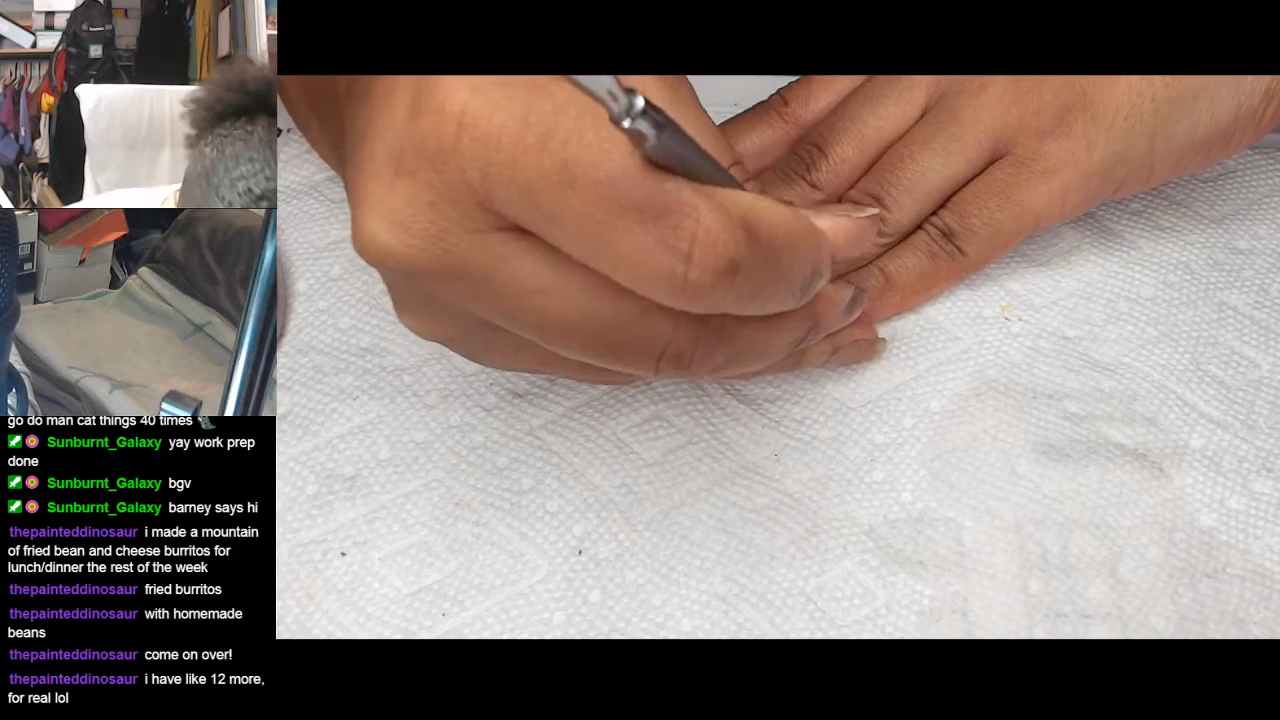 go do man cat things 40 times
Sunburnt_Galaxy yay work prep
done
Sunburnt_Galaxy bgv
Sunburnt_Galaxy barney says hi
thepainteddinosaur i made a mountain
of fried bean and cheese burritos for
lunch/dinner the rest of the week
thepainteddinosaur fried burritos
thepainteddinosaur with homemade
beans
thepainteddinosaur come on over!
thepainteddinosaur i have like 12 more,
for real lol